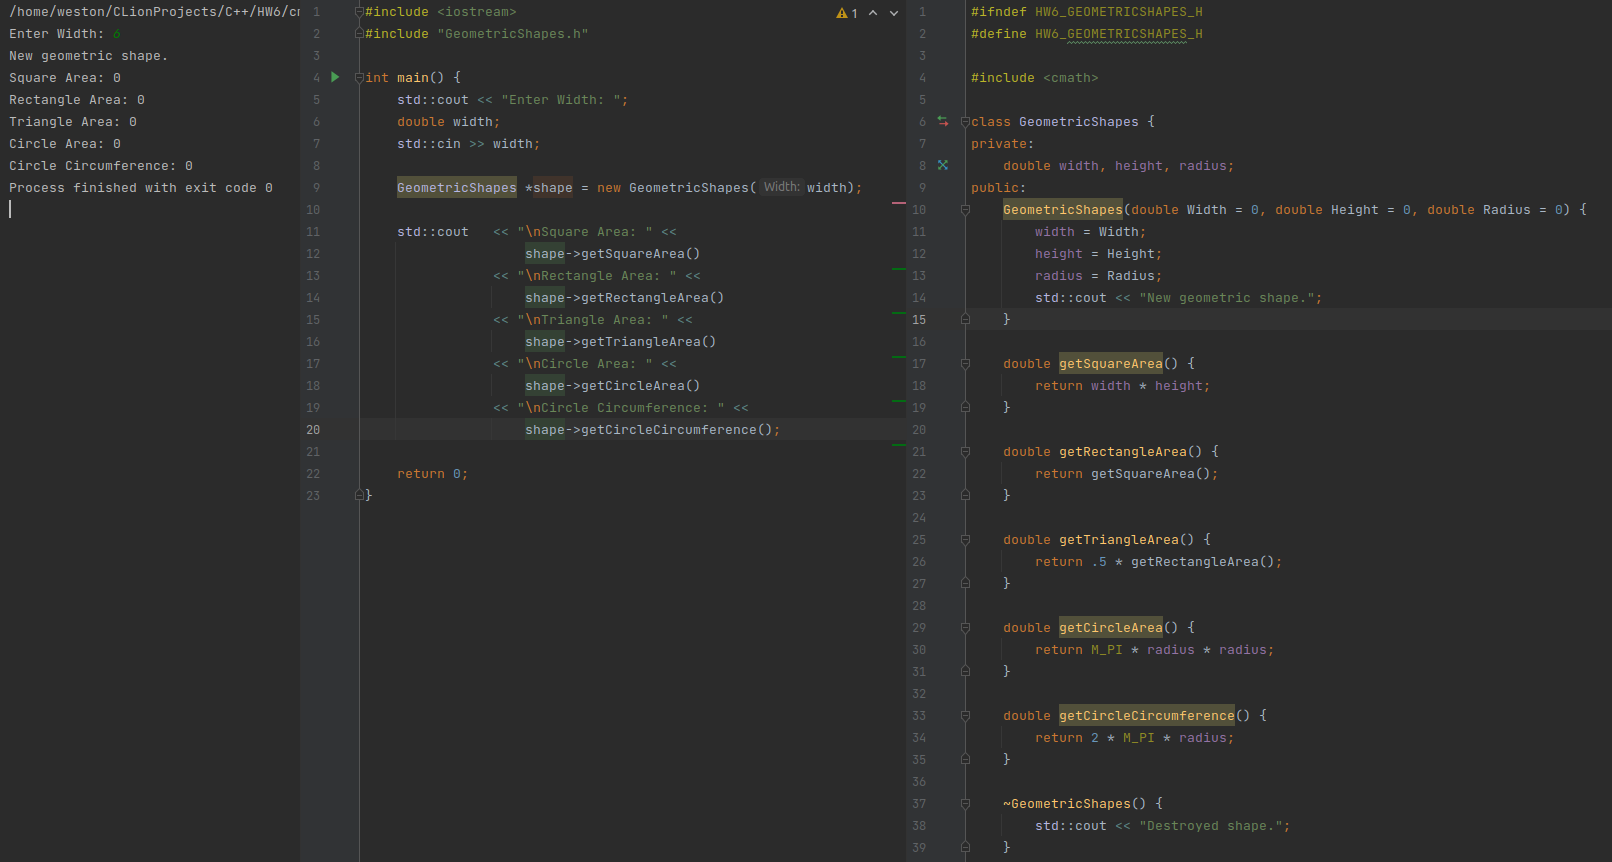 /home/weston/CLionProjects/C++/HW6/cm
Enter Width: 6
New geometric shape.
Square Area: 0
Rectangle Area: 0
Triangle Area: 0
Circle Area: 0
Circle Circumference: 0
Process finished with exit code 0
1 #include <iostream>
2 #include "GeometricShapes.h"
3
4 int main() {
5 std::cout << "Enter Width: ";
6 double width;
7 std::cin >> width;
8
9 GeometricShapes *shape = new GeometricShapes( Width: width);
10
11 std::cout << "\nSquare Area: " <<
12 shape->getSquareArea()
13 << "\nRectangle Area: " <<
14 shape->getRectangleArea()
15 << "\nTriangle Area: " <<
16 shape->getTriangleArea()
17 << "\nCircle Area: " <<
18 shape->getCircleArea()
19 << "\nCircle Circumference: " <<
20 shape->getCircleCircumference();
21
22 return 0;
23 }
1
1 #ifndef HW6_GEOMETRICSHAPES_H
2 #define HW6_GEOMETRICSHAPES_H
3
4 #include <cmath>
5
6 class GeometricShapes {
7 private:
8 double width, height, radius;
9 public:
10 GeometricShapes(double Width = 0, double Height = 0, double Radius = 0) {
11 width = Width;
12 height = Height;
13 radius = Radius;
14 std::cout << "New geometric shape.";
15 }
16
17 double getSquareArea() {
18 return width * height;
19 }
20
21 double getRectangleArea() {
22 return getSquareArea();
23 }
24
25 double getTriangleArea() {
26 return .5 * getRectangleArea();
27 }
28
29 double getCircleArea() {
30 return M_PI * radius * radius;
31 }
32
33 double getCircleCircumference() {
34 return 2 * M_PI * radius;
35 }
36
37 ~GeometricShapes() {
38 std::cout << "Destroyed shape.";
39 }